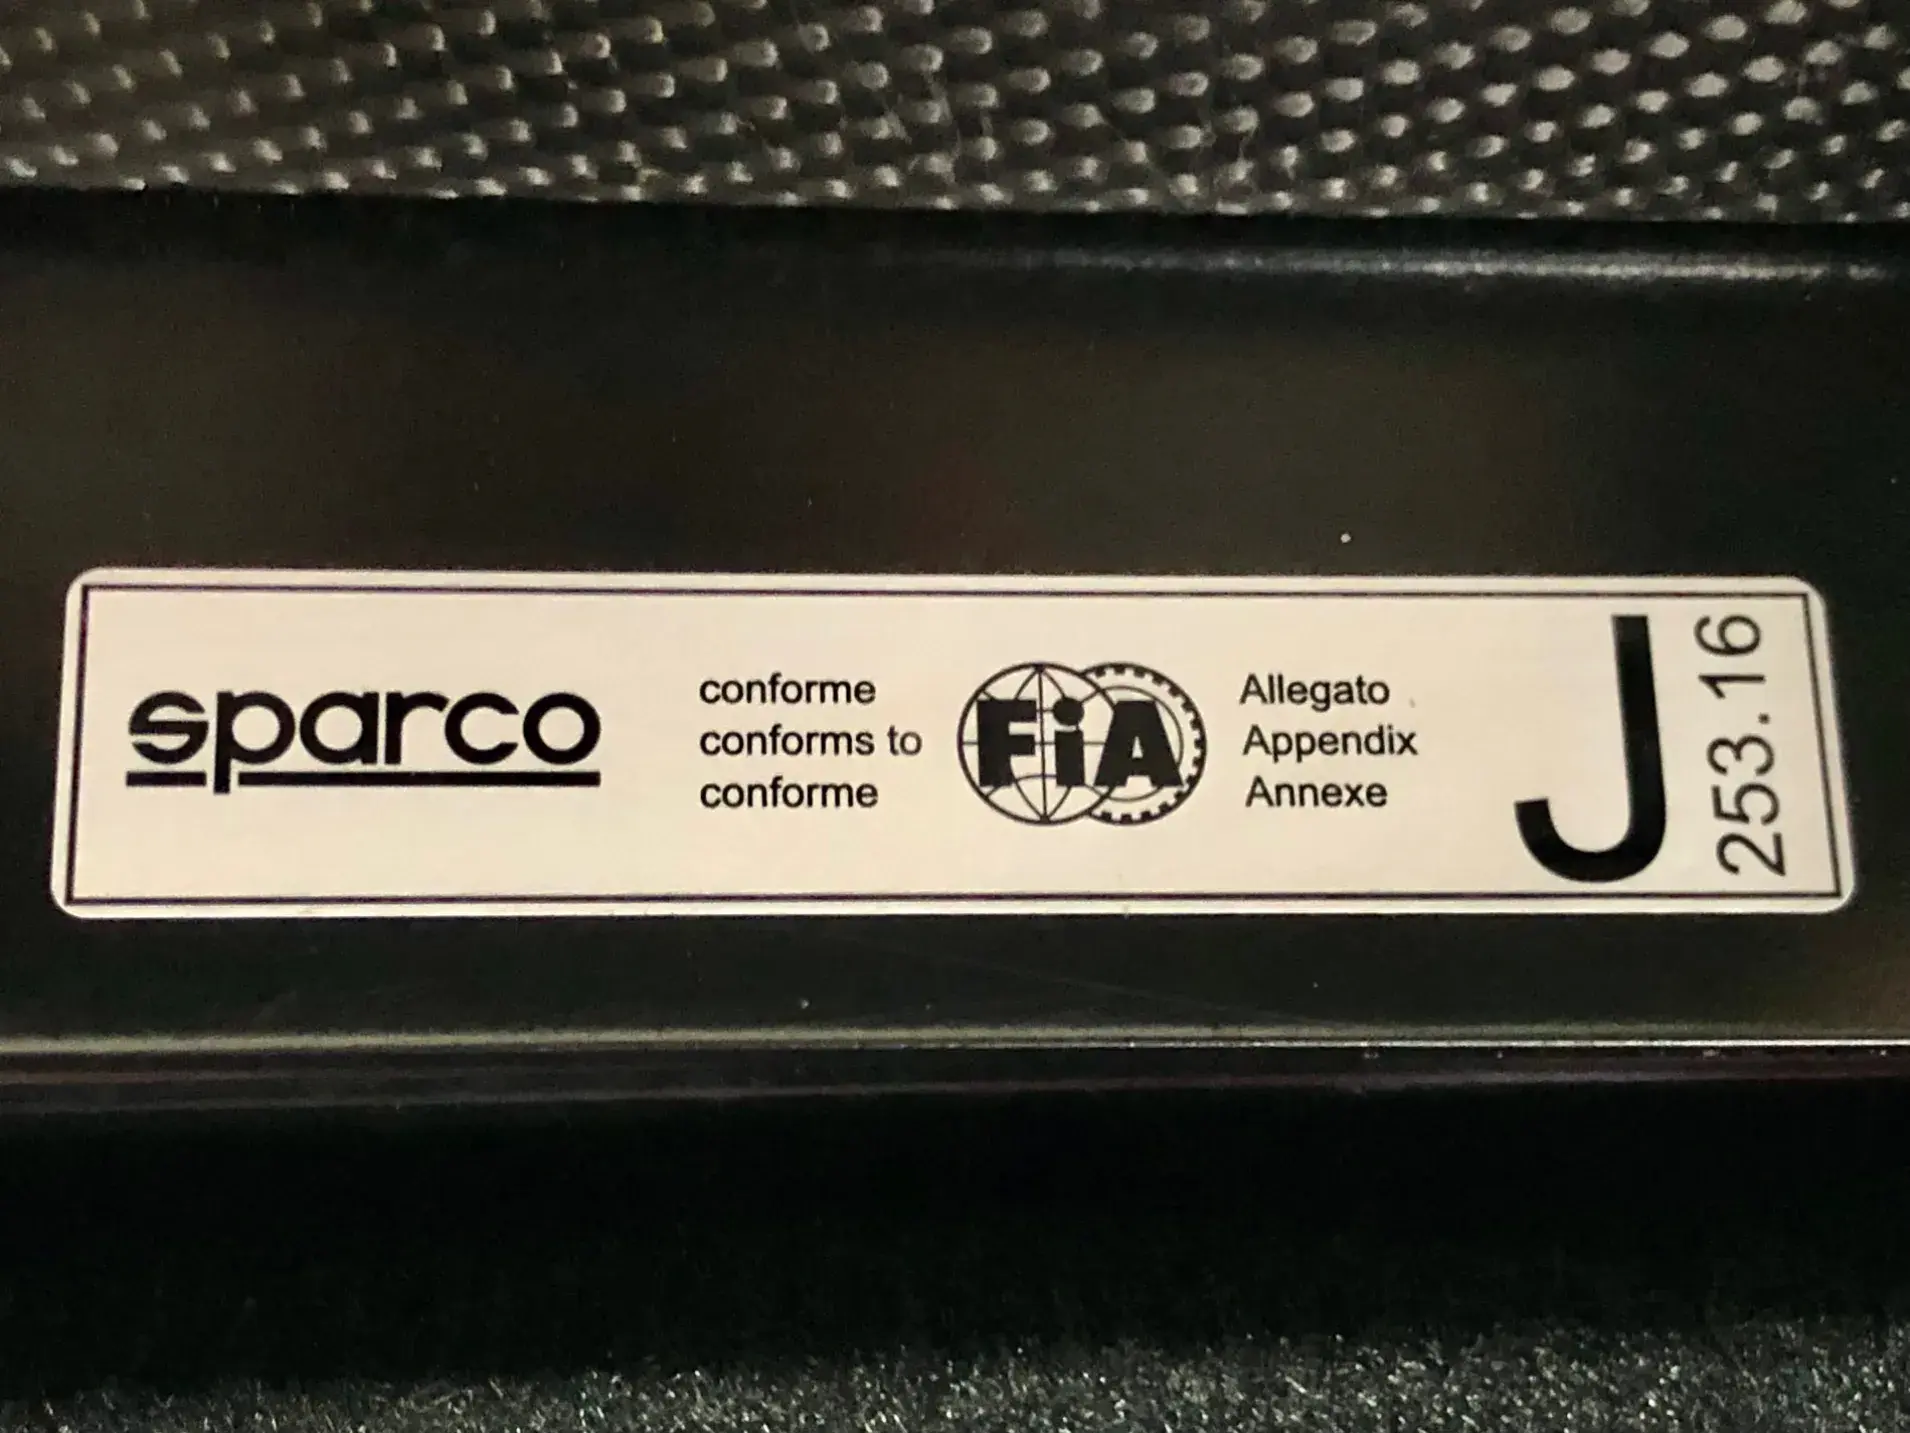 sparco
conforme
conforms to
conforme
FiA
Allegato
Appendix
Annexe
J
253.16